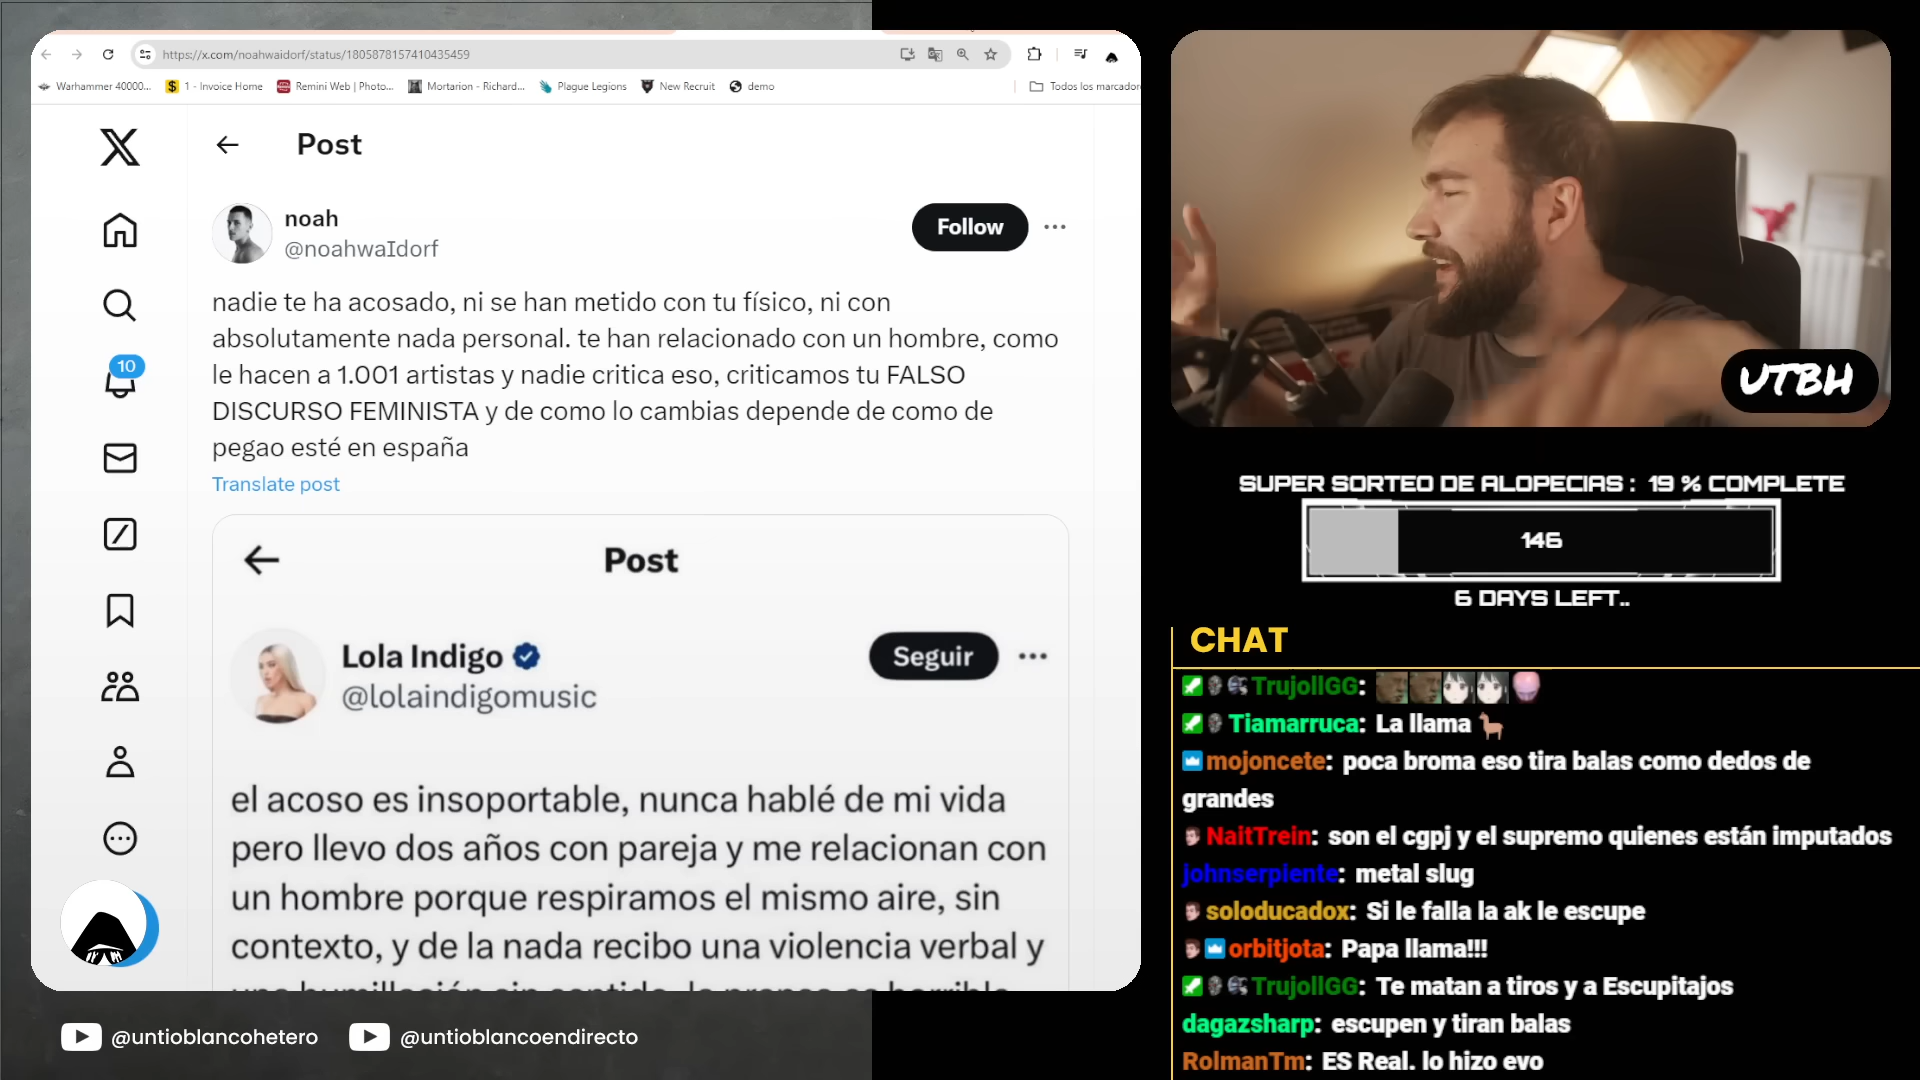 https://x.com/noahwaidorf/status/1805878157410435459
Warhammer 40000...
1 - Invoice Home
Remini Web | Photo...
Mortarion - Richard...
Plague Legions
New Recruit
demo
Todos los marcador
Post
noah
@noahwaIdorf
Follow
nadie te ha acosado, ni se han metido con tu físico, ni con
absolutamente nada personal. te han relacionado con un hombre, como
le hacen a 1.001 artistas y nadie critica eso, criticamos tu FALSO
DISCURSO FEMINISTA y de como lo cambias depende de como de
pegao esté en españa
Translate post
10
Post
Lola Indigo
@lolaindigomusic
Seguir
el acoso es insoportable, nunca hablé de mi vida
pero llevo dos años con pareja y me relacionan con
un hombre porque respiramos el mismo aire, sin
contexto, y de la nada recibo una violencia verbal y
@untioblancohetero
@untioblancoendirecto
UTBH
SUPER SORTEO DE ALOPECIAS : 19 % COMPLETE
146
6 DAYS LEFT..
CHAT
TrujollGG:
Tiamarruca: La llama
mojoncete: poca broma eso tira balas como dedos de
grandes
NaitTrein: son el cgpj y el supremo quienes están imputados
johnserpiente: metal slug
soloducadox: Si le falla la ak le escupe
orbitjota: Papa llama!!!
TrujollGG: Te matan a tiros y a Escupitajos
dagazsharp: escupen y tiran balas
RolmanTm: ES Real. lo hizo evo